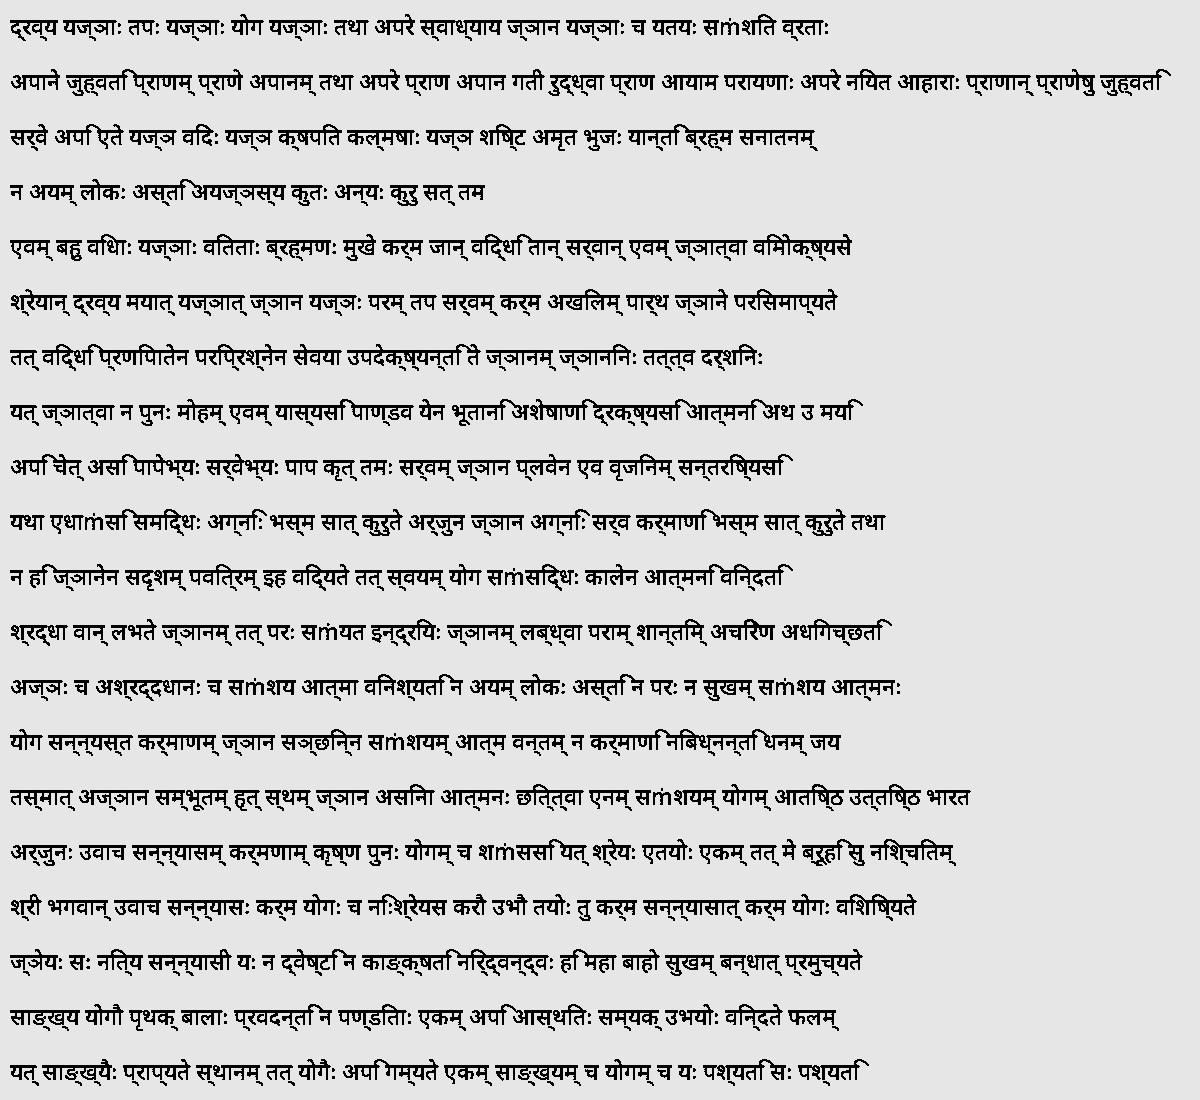 द्रव्य यज्ञाः तपः यज्ञाः योग यज्ञाः तथा अपरे स्वाध्याय ज्ञान यज्ञाः च यतयः सṁशित व्रताः
अपाने जुह्वति प्राणम् प्राणे अपानम् तथा अपरे प्राण अपान गती रुद्ध्वा प्राण आयाम परायणाः अपरे नियत आहाराः प्राणान् प्राणेषु जुह्वति
सर्वे अपि एते यज्ञ विदः यज्ञ क्षपित कल्मषाः यज्ञ शिष्ट अमृत भुजः यान्ति ब्रह्म सनातनम्
न अयम् लोकः अस्ति अयज्ञस्य कुतः अन्यः कुरु सत् तम
एवम् बहु विधाः यज्ञाः वितताः ब्रह्मणः मुखे कर्म जान् विद्धि तान् सर्वान् एवम् ज्ञात्वा विमोक्ष्यसे
श्रेयान् द्रव्य मयात् यज्ञात् ज्ञान यज्ञः परम् तप सर्वम् कर्म अखिलम् पार्थ ज्ञाने परिसमाप्यते
तत् विद्धि प्रणिपातेन परिप्रश्नेन सेवया उपदेक्ष्यन्ति ते ज्ञानम् ज्ञानिनः तत्त्व दर्शिनः
यत् ज्ञात्वा न पुनः मोहम् एवम् यास्यसि पाण्डव येन भूतानि अशेषाणि द्रक्ष्यसि आत्मनि अथ उ मयि
अपि चेत् असि पापेभ्यः सर्वेभ्यः पाप कृत् तमः सर्वम् ज्ञान प्लवेन एव वृजिनम् सन्तरिष्यसि
यथा एधाṁसि समिद्धः अग्निः भस्म सात् कुरुते अर्जुन ज्ञान अग्निः सर्व कर्माणि भस्म सात् कुरुते तथा
न हि ज्ञानेन सदृशम् पवित्रम् इह विद्यते तत् स्वयम् योग सṁसिद्धः कालेन आत्मनि विन्दति
श्रद्धा वान् लभते ज्ञानम् तत् परः सṁयत इन्द्रियः ज्ञानम् लब्ध्वा पराम् शान्तिम् अचिरेण अधिगच्छति
अज्ञः च अश्रद्दधानः च सṁशय आत्मा विनश्यति न अयम् लोकः अस्ति न परः न सुखम् सṁशय आत्मनः
योग सन्न्यस्त कर्माणम् ज्ञान सञ्छिन्न सṁशयम् आत्म वन्तम् न कर्माणि निबध्नन्ति धनम् जय
तस्मात् अज्ञान सम्भूतम् हृत् स्थम् ज्ञान असिना आत्मनः छित्त्वा एनम् सṁशयम् योगम् आतिष्ठ उत्तिष्ठ भारत
अर्जुनः उवाच सन्न्यासम् कर्मणाम् कृष्ण पुनः योगम् च शṁससि यत् श्रेयः एतयोः एकम् तत् मे ब्रूहि सु निश्चितम्
श्री भगवान् उवाच सन्न्यासः कर्म योगः च निःश्रेयस करौ उभौ तयोः तु कर्म सन्न्यासात् कर्म योगः विशिष्यते
ज्ञेयः सः नित्य सन्न्यासी यः न द्वेष्टि न काङ्क्षति निर्द्वन्द्वः हि महा बाहो सुखम् बन्धात् प्रमुच्यते
साङ्ख्य योगौ पृथक् बालाः प्रवदन्ति न पण्डिताः एकम् अपि आस्थितः सम्यक् उभयोः विन्दते फलम्
यत् साङ्ख्यैः प्राप्यते स्थानम् तत् योगैः अपि गम्यते एकम् साङ्ख्यम् च योगम् च यः पश्यति सः पश्यति